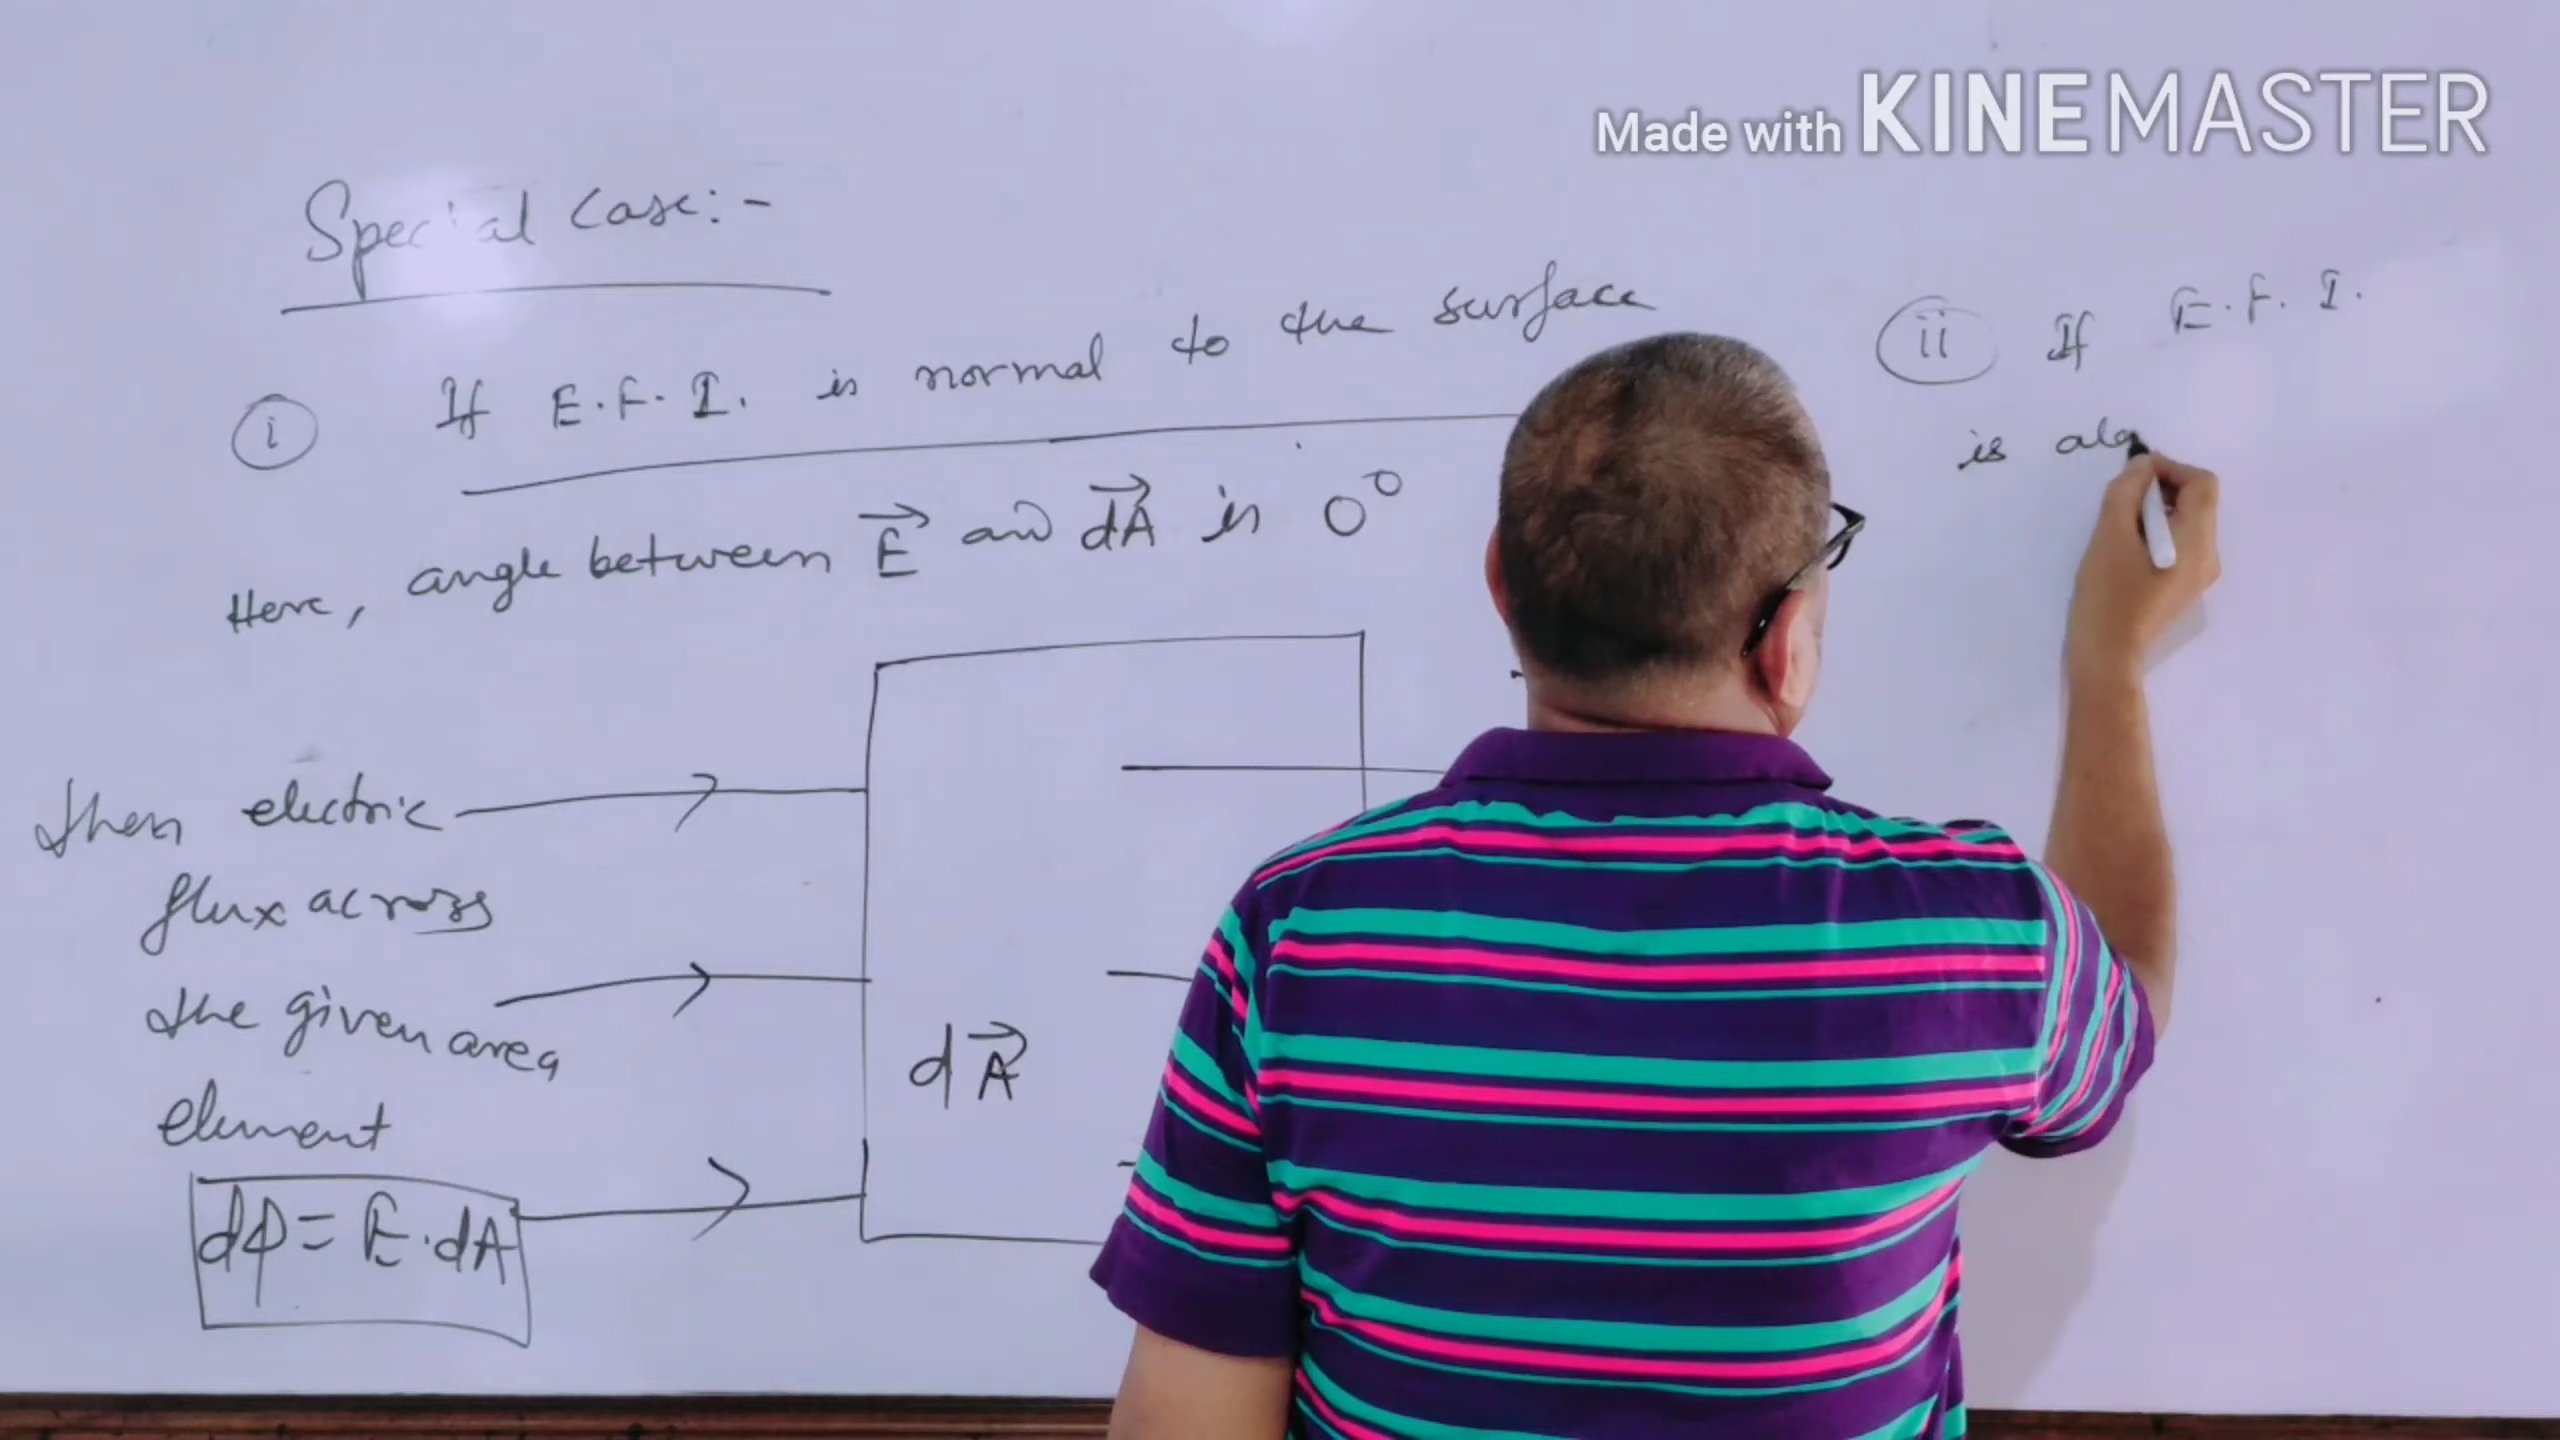 Made with KINEMASTER
Special Case:-
i If E.F.I. is normal to the surface
Here, angle between E⃗ and dA⃗ is 0°
then electric
flux across
the given area
element
dϕ = E.dA
dA⃗
ii If E.F.I.
is alo